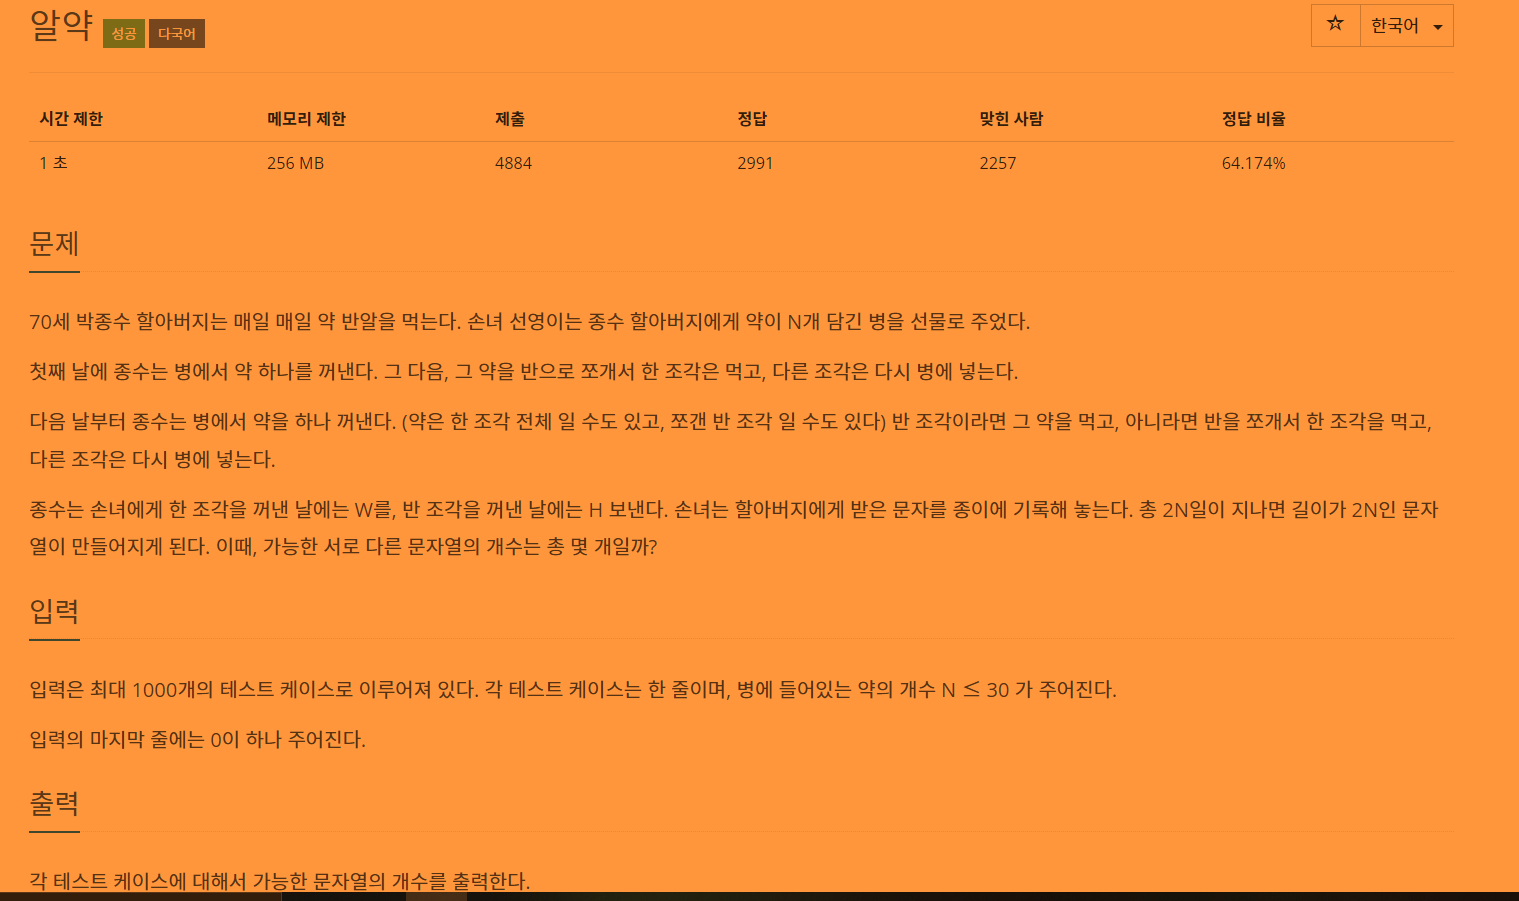 알약 성공 다국어
☆ 한국어
시간 제한 메모리 제한 제출 정답 맞힌 사람 정답 비율
1 초 256 MB 4884 2991 2257 64.174%
문제
70세 박종수 할아버지는 매일 매일 약 반알을 먹는다. 손녀 선영이는 종수 할아버지에게 약이 N개 담긴 병을 선물로 주었다.
첫째 날에 종수는 병에서 약 하나를 꺼낸다. 그 다음, 그 약을 반으로 쪼개서 한 조각은 먹고, 다른 조각은 다시 병에 넣는다.
다음 날부터 종수는 병에서 약을 하나 꺼낸다. (약은 한 조각 전체 일 수도 있고, 쪼갠 반 조각 일 수도 있다) 반 조각이라면 그 약을 먹고, 아니라면 반을 쪼개서 한 조각을 먹고,
다른 조각은 다시 병에 넣는다.
종수는 손녀에게 한 조각을 꺼낸 날에는 W를, 반 조각을 꺼낸 날에는 H 보낸다. 손녀는 할아버지에게 받은 문자를 종이에 기록해 놓는다. 총 2N일이 지나면 길이가 2N인 문자
열이 만들어지게 된다. 이때, 가능한 서로 다른 문자열의 개수는 총 몇 개일까?
입력
입력은 최대 1000개의 테스트 케이스로 이루어져 있다. 각 테스트 케이스는 한 줄이며, 병에 들어있는 약의 개수 N ≤ 30 가 주어진다.
입력의 마지막 줄에는 0이 하나 주어진다.
출력
각 테스트 케이스에 대해서 가능한 문자열의 개수를 출력한다.